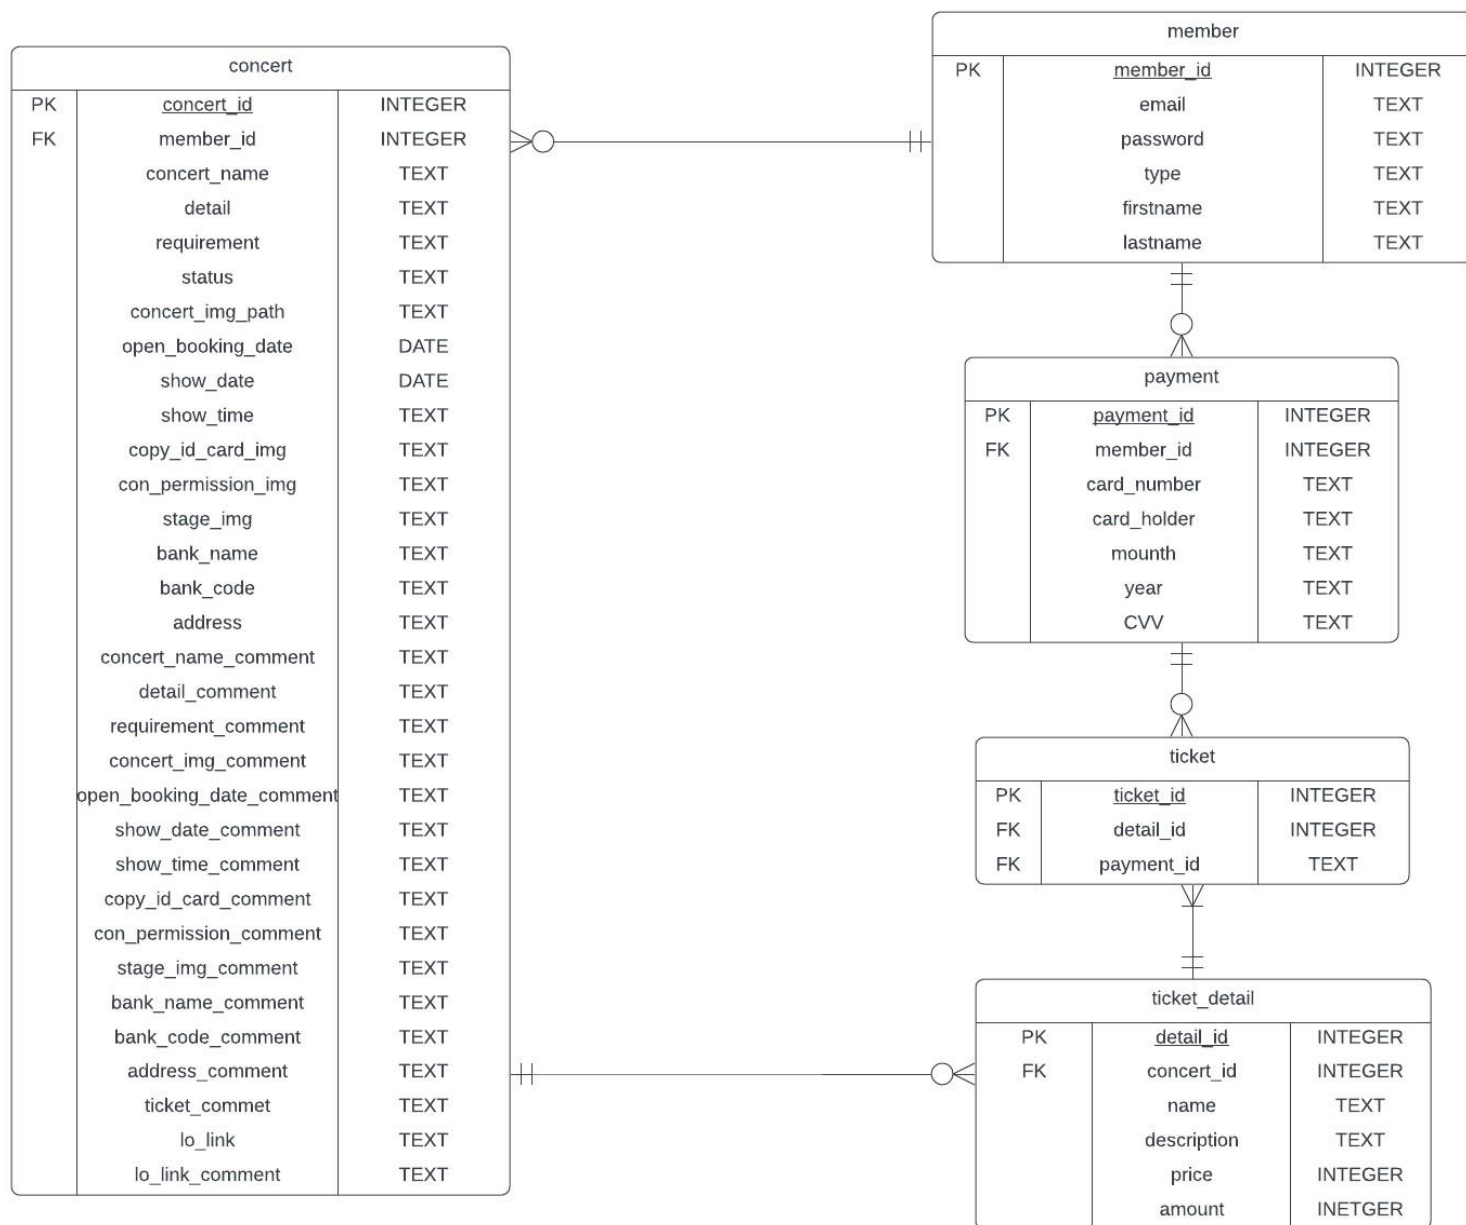 concert
PK concert_id INTEGER
FK member_id INTEGER
concert_name TEXT
detail TEXT
requirement TEXT
status TEXT
concert_img_path TEXT
open_booking_date DATE
show_date DATE
show_time TEXT
copy_id_card_img TEXT
con_permission_img TEXT
stage_img TEXT
bank_name TEXT
bank_code TEXT
address TEXT
concert_name_comment TEXT
detail_comment TEXT
requirement_comment TEXT
concert_img_comment TEXT
open_booking_date_comment TEXT
show_date_comment TEXT
show_time_comment TEXT
copy_id_card_comment TEXT
con_permission_comment TEXT
stage_img_comment TEXT
bank_name_comment TEXT
bank_code_comment TEXT
address_comment TEXT
ticket_commet TEXT
lo_link TEXT
lo_link_comment TEXT
member
PK member_id INTEGER
email TEXT
password TEXT
type TEXT
firstname TEXT
lastname TEXT
payment
PK payment_id INTEGER
FK member_id INTEGER
card_number TEXT
card_holder TEXT
mounth TEXT
year TEXT
CVV TEXT
ticket
PK ticket_id INTEGER
FK detail_id INTEGER
FK payment_id TEXT
ticket_detail
PK detail_id INTEGER
FK concert_id INTEGER
name TEXT
description TEXT
price INTEGER
amount INETGER